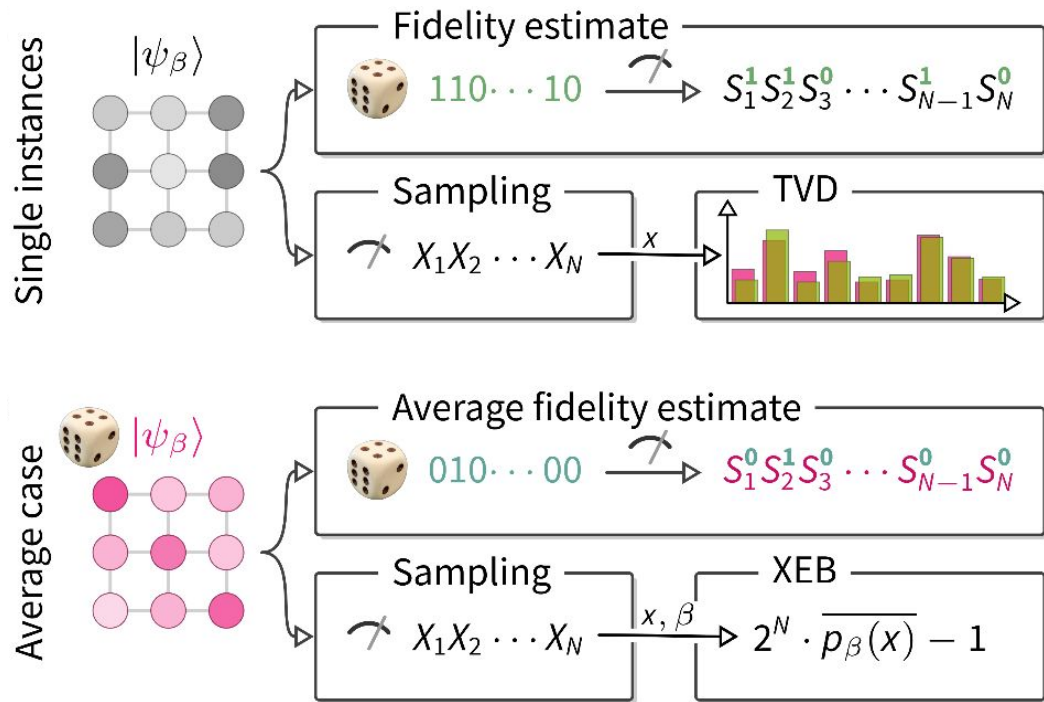 Single instances
|ψ_β⟩
Fidelity estimate
110··· 10
S_1^1 S_2^1 S_3^0 ··· S_{N−1}^1 S_N^0
Sampling
X_1 X_2 ··· X_N
x
TVD
Average case
|ψ_β⟩
Average fidelity estimate
010··· 00
S_1^0 S_2^1 S_3^0 ··· S_{N−1}^0 S_N^0
Sampling
X_1 X_2 ··· X_N
x, β
XEB
2^N · \overline{p_β(x)} − 1